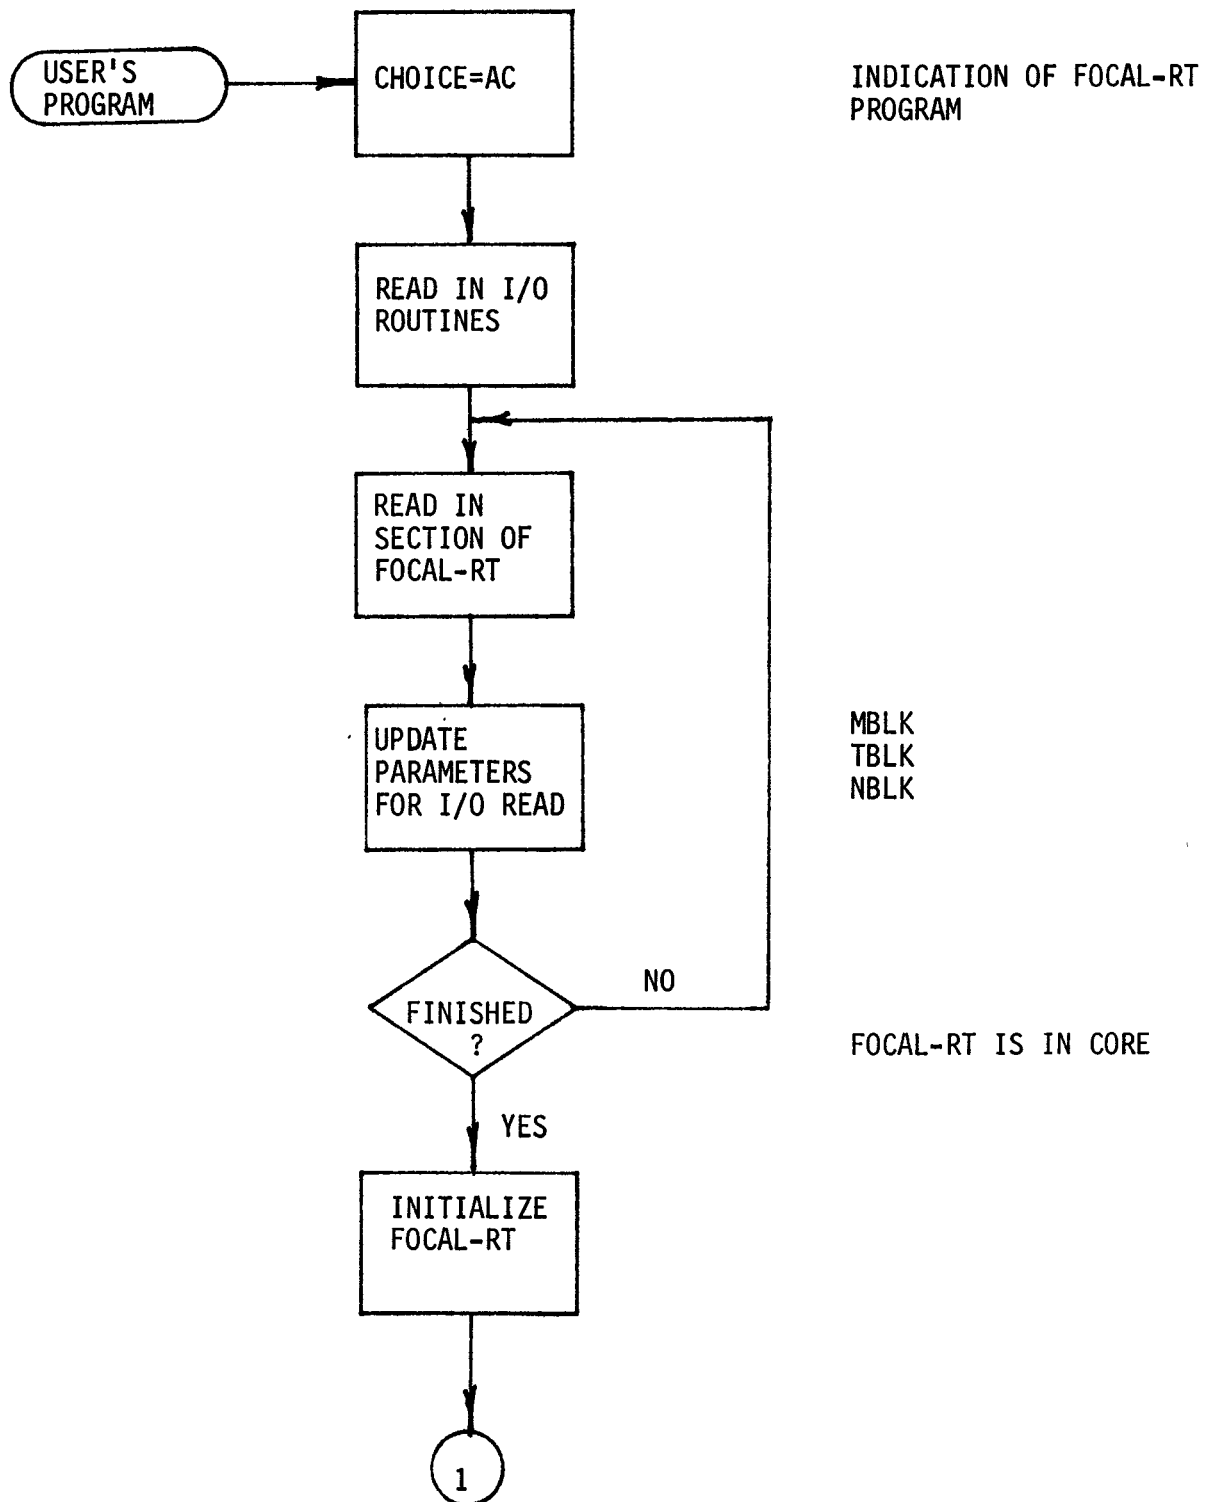 USER'S
PROGRAM
CHOICE=AC
INDICATION OF FOCAL-RT
PROGRAM
READ IN I/O
ROUTINES
READ IN
SECTION OF
FOCAL-RT
UPDATE
PARAMETERS
FOR I/O READ
MBLK
TBLK
NBLK
NO
FINISHED
?
FOCAL-RT IS IN CORE
YES
INITIALIZE
FOCAL-RT
1